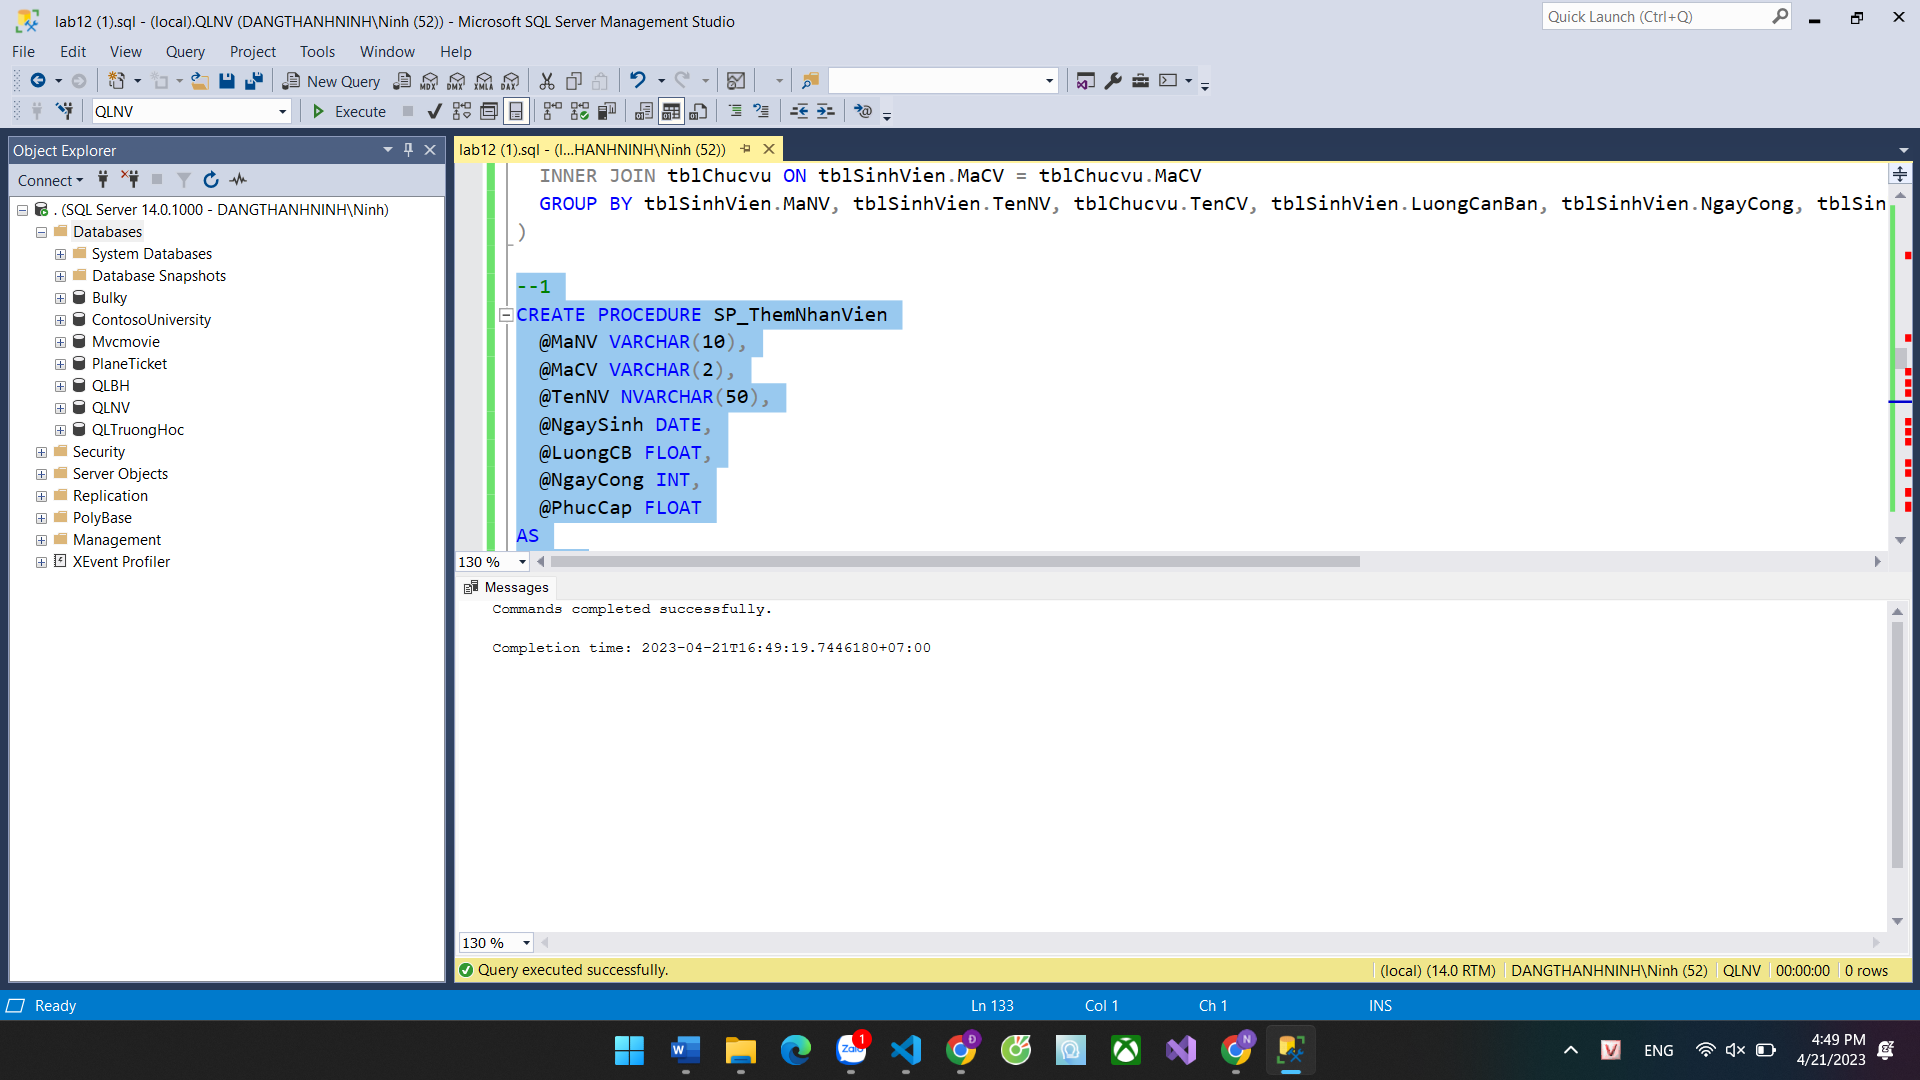 lab12 (1).sql - (local).QLNV (DANGTHANHNINH\Ninh (52)) - Microsoft SQL Server Management Studio
Quick Launch (Ctrl+Q)
File Edit View Query Project Tools Window Help
New Query MDX DMX XMLA DAX
QLNV Execute
Object Explorer
Connect
. (SQL Server 14.0.1000 - DANGTHANHNINH\Ninh)
Databases
System Databases
Database Snapshots
Bulky
ContosoUniversity
Mvcmovie
PlaneTicket
QLBH
QLNV
QLTruongHoc
Security
Server Objects
Replication
PolyBase
Management
XEvent Profiler
lab12 (1).sql - (l...HANHNINH\Ninh (52))
INNER JOIN tblChucvu ON tblSinhVien.MaCV = tblChucvu.MaCV
GROUP BY tblSinhVien.MaNV, tblSinhVien.TenNV, tblChucvu.TenCV, tblSinhVien.LuongCanBan, tblSinhVien.NgayCong, tblSin
)
--1
CREATE PROCEDURE SP_ThemNhanVien
@MaNV VARCHAR(10),
@MaCV VARCHAR(2),
@TenNV NVARCHAR(50),
@NgaySinh DATE,
@LuongCB FLOAT,
@NgayCong INT,
@PhucCap FLOAT
AS
130 %
Messages
Commands completed successfully.
Completion time: 2023-04-21T16:49:19.7446180+07:00
130 %
Query executed successfully.
(local) (14.0 RTM) DANGTHANHNINH\Ninh (52) QLNV 00:00:00 0 rows
Ready
Ln 133 Col 1 Ch 1 INS
Zalo 1
Đ
N
V
ENG
4:49 PM
4/21/2023